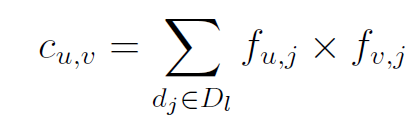 c_{u,v} = \sum_{d_j \in D_l} f_{u,j} \times f_{v,j}